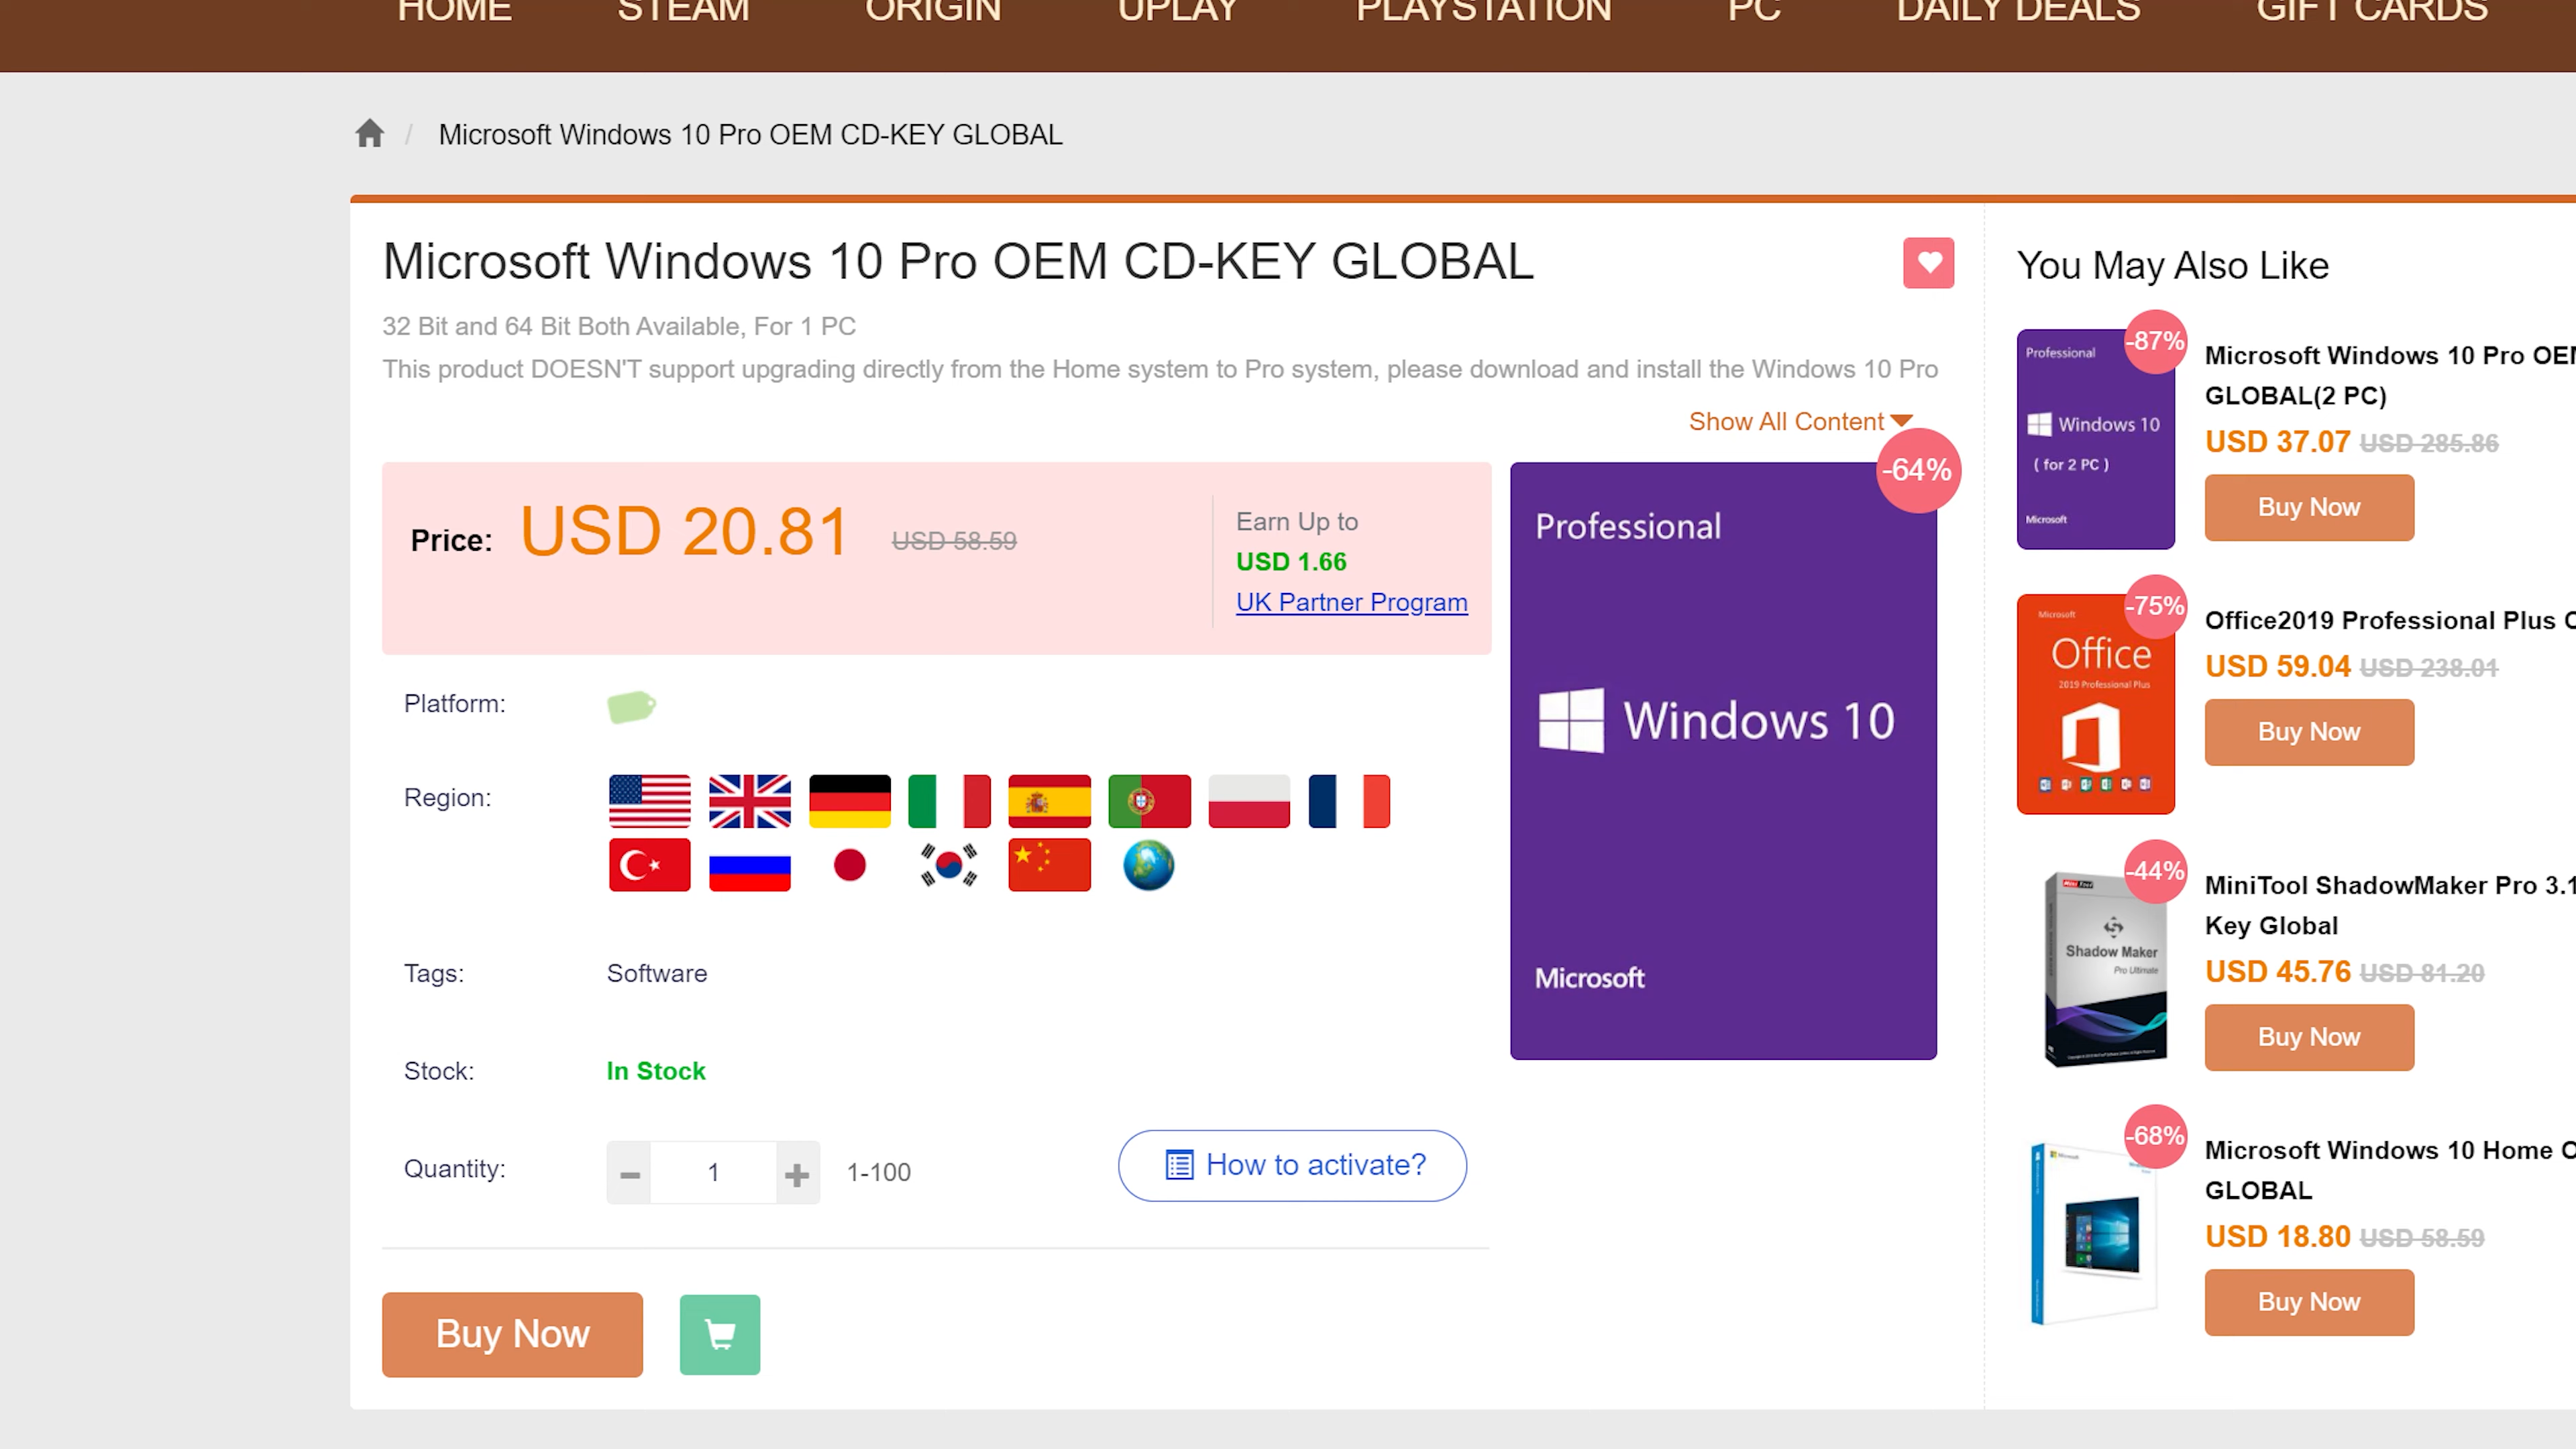 HOME STEAM ORIGIN UPLAY PLAYSTATION PC DAILY DEALS GIFT CARDS
/ Microsoft Windows 10 Pro OEM CD-KEY GLOBAL
Microsoft Windows 10 Pro OEM CD-KEY GLOBAL
32 Bit and 64 Bit Both Available, For 1 PC
This product DOESN'T support upgrading directly from the Home system to Pro system, please download and install the Windows 10 Pro
Show All Content
Price: USD 20.81 USD 58.59
Earn Up to
USD 1.66
UK Partner Program
-64%
Professional
Windows 10
Microsoft
Platform:
Region:
Tags: Software
Stock: In Stock
Quantity: 1 1-100
How to activate?
Buy Now
You May Also Like
-87%
Professional
Windows 10
( for 2 PC )
Microsoft
Microsoft Windows 10 Pro OE
GLOBAL(2 PC)
USD 37.07 USD 285.86
Buy Now
-75%
Microsoft
Office
2019 Professional Plus
Office2019 Professional Plus
USD 59.04 USD 238.01
Buy Now
-44%
Shadow Maker
Pro Ultimate
MiniTool ShadowMaker Pro 3.1
Key Global
USD 45.76 USD 81.20
Buy Now
-68%
Microsoft
Microsoft Windows 10 Home O
GLOBAL
USD 18.80 USD 58.59
Buy Now